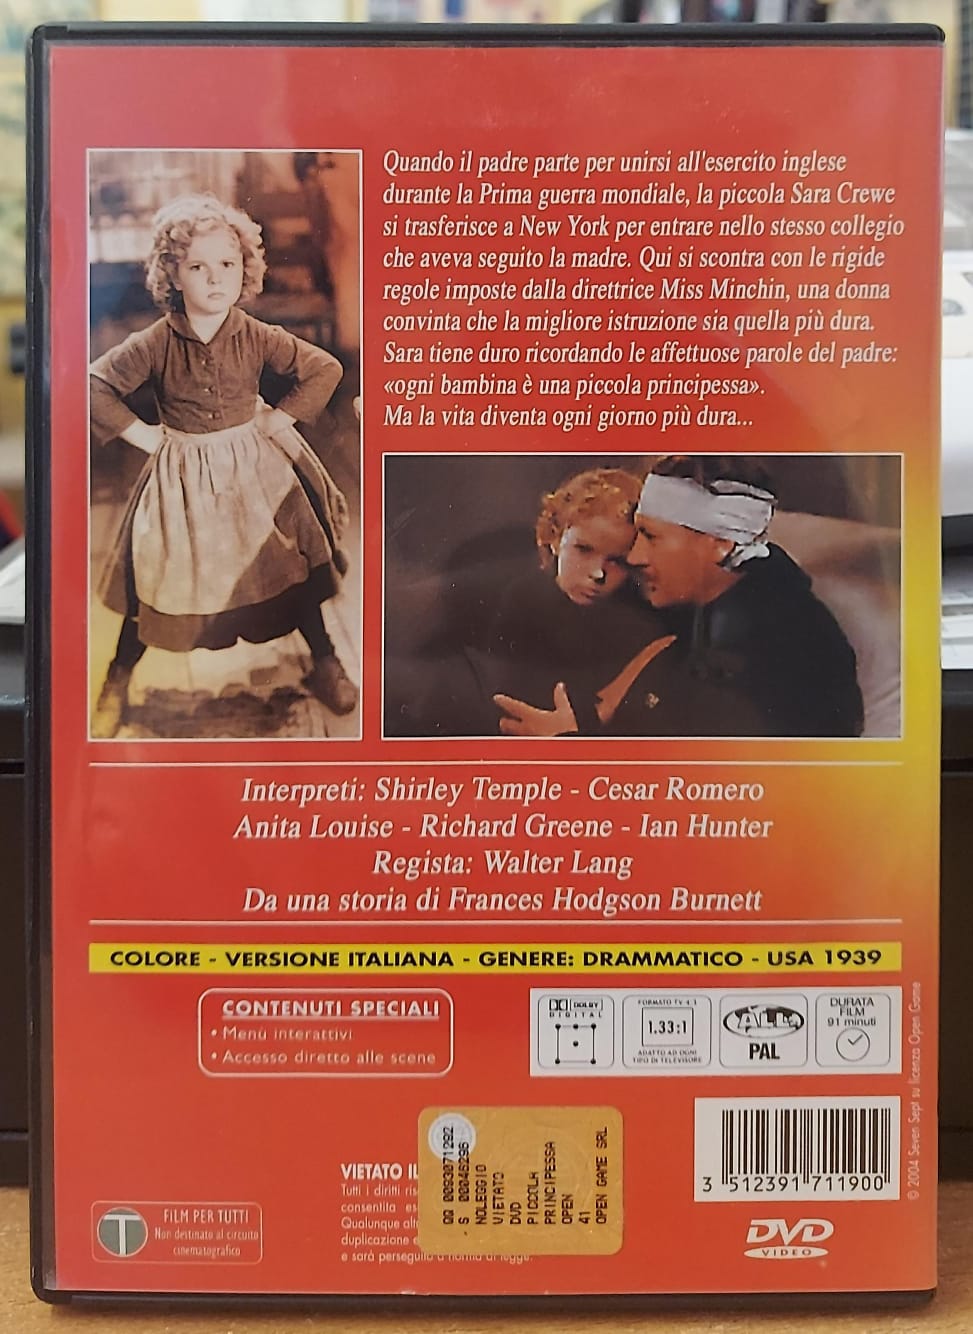 Quando il padre parte per unirsi all'esercito inglese
durante la Prima guerra mondiale, la piccola Sara Crewe
si trasferisce a New York per entrare nello stesso collegio
che aveva seguito la madre. Qui si scontra con le rigide
regole imposte dalla direttrice Miss Minchin, una donna
convinta che la migliore istruzione sia quella più dura.
Sara tiene duro ricordando le affettuose parole del padre:
«ogni bambina è una piccola principessa».
Ma la vita diventa ogni giorno più dura...
Interpreti: Shirley Temple - Cesar Romero
Anita Louise - Richard Greene - Ian Hunter
Regista: Walter Lang
Da una storia di Frances Hodgson Burnett
COLORE - VERSIONE ITALIANA - GENERE: DRAMMATICO - USA 1939
CONTENUTI SPECIALI
• Menù interattivi
• Accesso diretto alle scene
DOLBY
DIGITAL
FORMATO TV 4:3
1.33:1
ADATTO AD OGNI
TIPO DI TELEVISORE
ALL
PAL
DURATA
FILM
91 minuti
© 2004 Seven Sept su licenza Open Game
3 512391 711900
DVD
VIDEO
T
FILM PER TUTTI
Non destinato al circuito
cinematografico
VIETATO IL
Tutti i diritti
consentita
Qualunque
duplicazione
e sarà perseguito a norma di legge.
QQ 0093071292
S 00046296
NOLEGGIO
VIETATO
DVD
PICCOLA
PRINCIPESSA
OPEN
41
OPEN GAME SRL